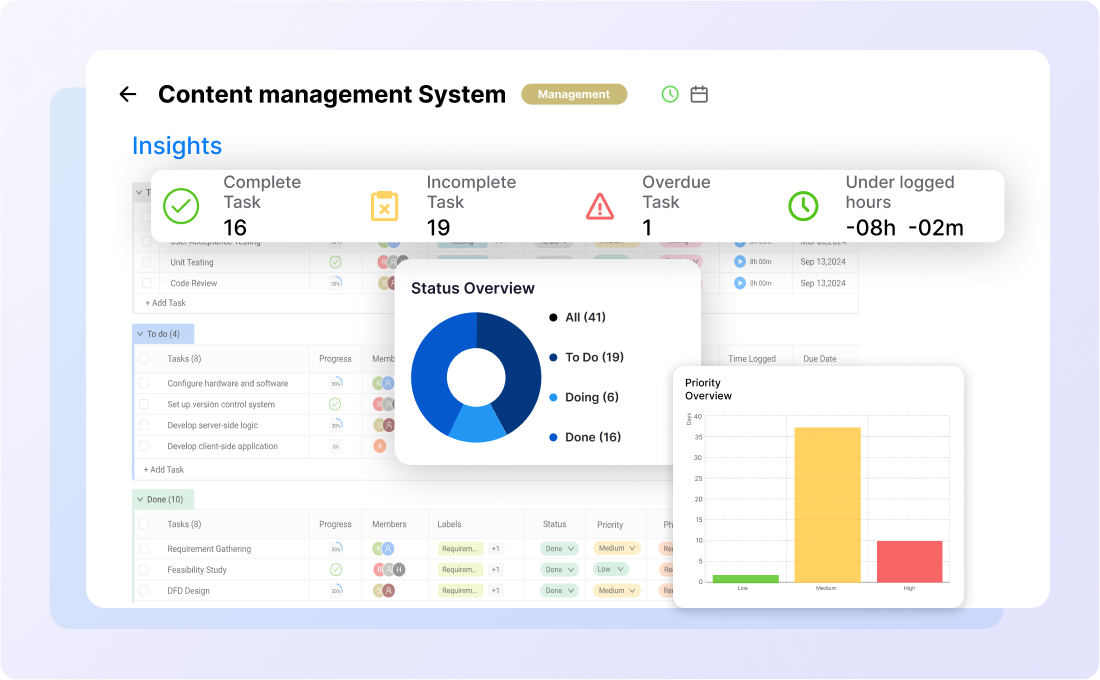 Content management System
Management
Insights
Complete
Task
16
Incomplete
Task
19
Overdue
Task
1
Under logged
hours
-08h -02m
User Acceptance Testing
Unit Testing
8h 00m
Sep 13,2024
Code Review
30%
8h 00m
Sep 13,2024
+ Add Task
Status Overview
All (41)
To Do (19)
Doing (6)
Done (16)
To do (4)
Tasks (8)
Progress
Time Logged
Due Date
Configure hardware and software
30%
Set up version control system
Develop server-side logic
30%
Develop client-side application
0%
A
+ Add Task
Priority
Overview
Days
40
35
30
25
20
15
10
5
0
Low
Medium
High
Done (10)
Tasks (8)
Progress
Members
Labels
Status
Priority
Requirement Gathering
30%
K
Requirem...
+1
Done
Medium
Feasibility Study
R
H
Requirem...
+1
Done
Low
DFD Design
30%
Requirem...
+1
Done
Medium